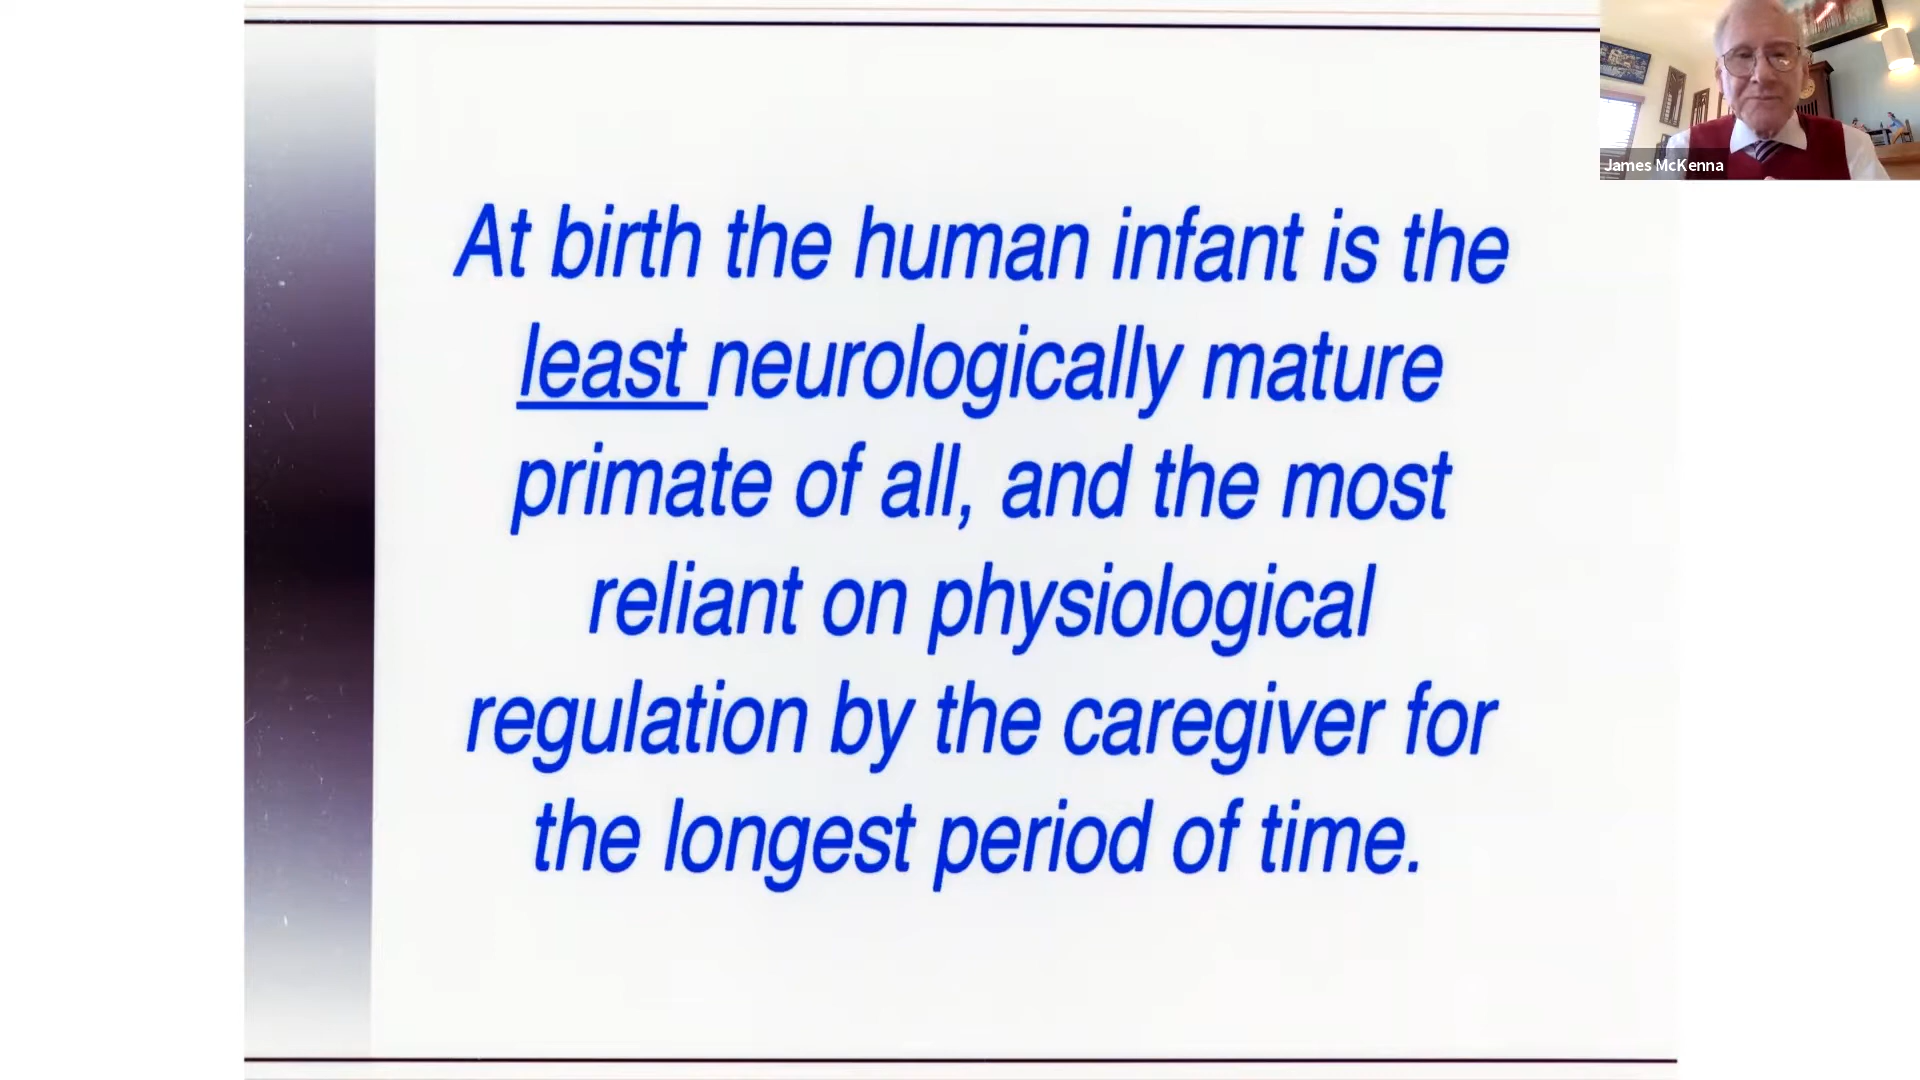 At birth the human infant is the
least neurologically mature
primate of all, and the most
reliant on physiological
regulation by the caregiver for
the longest period of time.
James McKenna